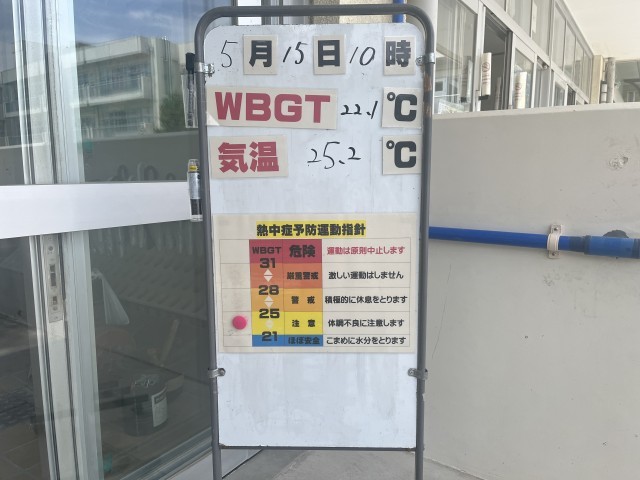 5月15日10時
WBGT 22.1℃
気温 25.2℃
熱中症予防運動指針
WBGT 危険 運動は原則中止します
31
厳重警戒 激しい運動はしません
28
警戒 積極的に休息をとります
25
注意 体調不良に注意します
21 ほぼ安全 こまめに水分をとります